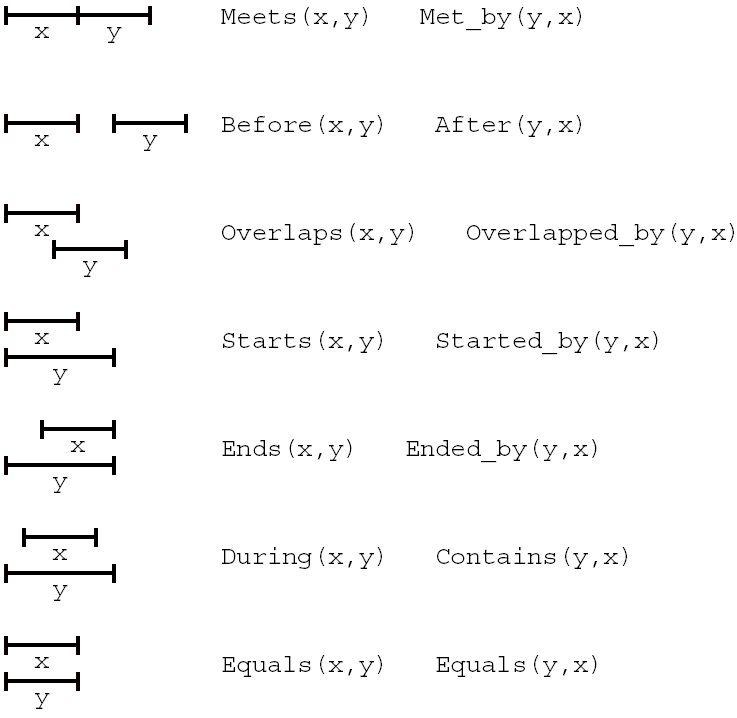 x y Meets(x,y) Met_by(y,x)
x y Before(x,y) After(y,x)
x
y
Overlaps(x,y) Overlapped_by(y,x)
x
y
Starts(x,y) Started_by(y,x)
x
y
Ends(x,y) Ended_by(y,x)
x
y
During(x,y) Contains(y,x)
x
y
Equals(x,y) Equals(y,x)